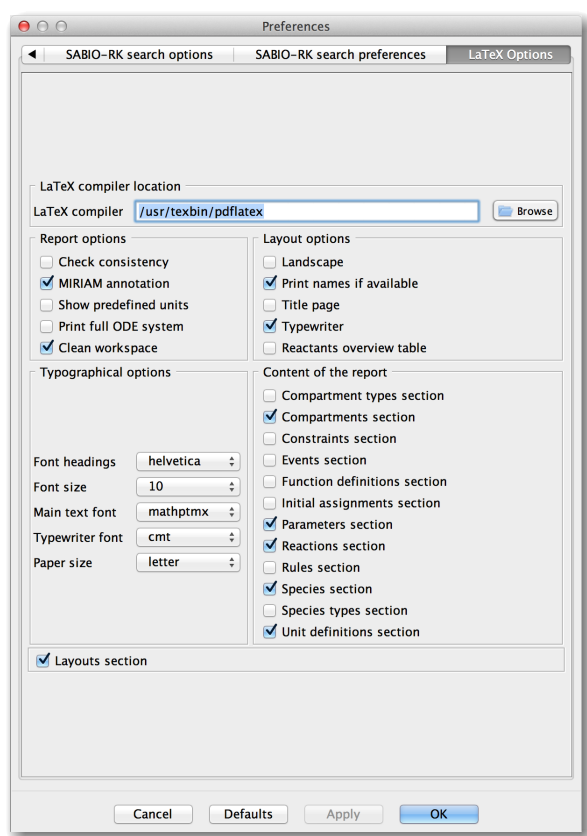 Preferences
SABIO-RK search options SABIO-RK search preferences LaTeX Options
LaTeX compiler location
LaTeX compiler /usr/texbin/pdflatex Browse
Report options
Check consistency
MIRIAM annotation
Show predefined units
Print full ODE system
Clean workspace
Layout options
Landscape
Print names if available
Title page
Typewriter
Reactants overview table
Typographical options
Font headings helvetica
Font size 10
Main text font mathptmx
Typewriter font cmt
Paper size letter
Content of the report
Compartment types section
Compartments section
Constraints section
Events section
Function definitions section
Initial assignments section
Parameters section
Reactions section
Rules section
Species section
Species types section
Unit definitions section
Layouts section
Cancel Defaults Apply OK